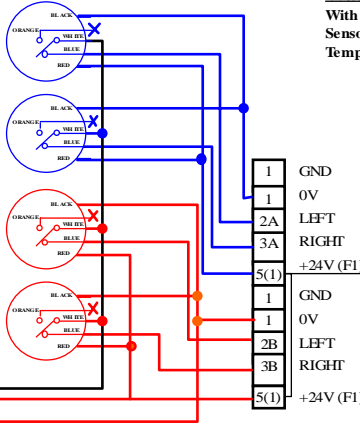 With
Senso
Temp
BLACK
ORANGE
WHITE
BLUE
RED
BLACK
ORANGE
WHITE
BLUE
RED
BLACK
ORANGE
WHITE
BLUE
RED
BLACK
ORANGE
WHITE
BLUE
RED
1 GND
1 0V
2A LEFT
3A RIGHT
5(1) +24V (F1)
1 GND
1 0V
2B LEFT
3B RIGHT
5(1) +24V (F1)